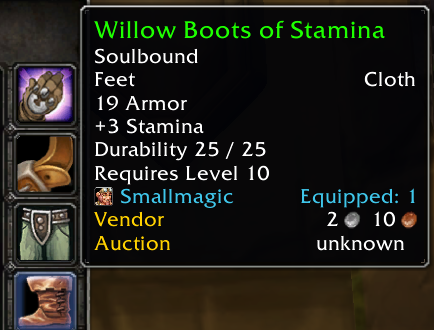 Willow Boots of Stamina
Soulbound
Feet Cloth
19 Armor
+3 Stamina
Durability 25 / 25
Requires Level 10
Smallmagic Equipped: 1
Vendor 2 10
Auction unknown